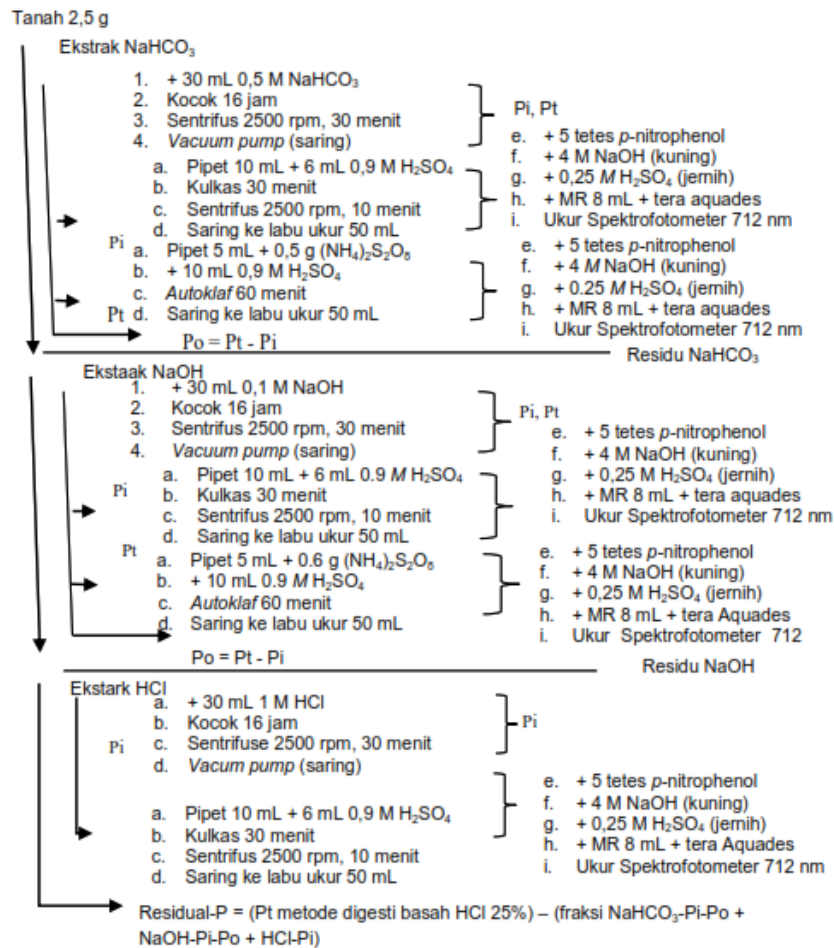 Tanah 2,5 g
Ekstrak NaHCO₃
1. + 30 mL 0,5 M NaHCO₃
2. Kocok 16 jam
3. Sentrifus 2500 rpm, 30 menit
4. Vacuum pump (saring)
Pi, Pt
a. Pipet 10 mL + 6 mL 0,9 M H₂SO₄
b. Kulkas 30 menit
c. Sentrifus 2500 rpm, 10 menit
d. Saring ke labu ukur 50 mL
e. + 5 tetes p-nitrophenol
f. + 4 M NaOH (kuning)
g. + 0,25 M H₂SO₄ (jernih)
h. + MR 8 mL + tera aquades
i. Ukur Spektrofotometer 712 nm
Pi
a. Pipet 5 mL + 0,5 g (NH₄)₂S₂O₈
b. + 10 mL 0,9 M H₂SO₄
c. Autoklaf 60 menit
Pt d. Saring ke labu ukur 50 mL
e. + 5 tetes p-nitrophenol
f. + 4 M NaOH (kuning)
g. + 0.25 M H₂SO₄ (jernih)
h. + MR 8 mL + tera aquades
i. Ukur Spektrofotometer 712 nm
Po = Pt - Pi
Residu NaHCO₃
Ekstaak NaOH
1. + 30 mL 0,1 M NaOH
2. Kocok 16 jam
3. Sentrifus 2500 rpm, 30 menit
4. Vacuum pump (saring)
Pi, Pt
Pi
a. Pipet 10 mL + 6 mL 0.9 M H₂SO₄
b. Kulkas 30 menit
c. Sentrifus 2500 rpm, 10 menit
d. Saring ke labu ukur 50 mL
e. + 5 tetes p-nitrophenol
f. + 4 M NaOH (kuning)
g. + 0,25 M H₂SO₄ (jernih)
h. + MR 8 mL + tera aquades
i. Ukur Spektrofotometer 712 nm
Pt
a. Pipet 5 mL + 0.6 g (NH₄)₂S₂O₈
b. + 10 mL 0.9 M H₂SO₄
c. Autoklaf 60 menit
d. Saring ke labu ukur 50 mL
e. + 5 tetes p-nitrophenol
f. + 4 M NaOH (kuning)
g. + 0,25 M H₂SO₄ (jernih)
h. + MR 8 mL + tera Aquades
i. Ukur Spektrofotometer 712
Po = Pt - Pi
Residu NaOH
Ekstark HCl
a. + 30 mL 1 M HCl
b. Kocok 16 jam
Pi c. Sentrifuse 2500 rpm, 30 menit
d. Vacum pump (saring)
Pi
a. Pipet 10 mL + 6 mL 0,9 M H₂SO₄
b. Kulkas 30 menit
c. Sentrifus 2500 rpm, 10 menit
d. Saring ke labu ukur 50 mL
e. + 5 tetes p-nitrophenol
f. + 4 M NaOH (kuning)
g. + 0,25 M H₂SO₄ (jernih)
h. + MR 8 mL + tera Aquades
i. Ukur Spektrofotometer 712 nm
Residual-P = (Pt metode digesti basah HCl 25%) – (fraksi NaHCO₃-Pi-Po +
NaOH-Pi-Po + HCl-Pi)